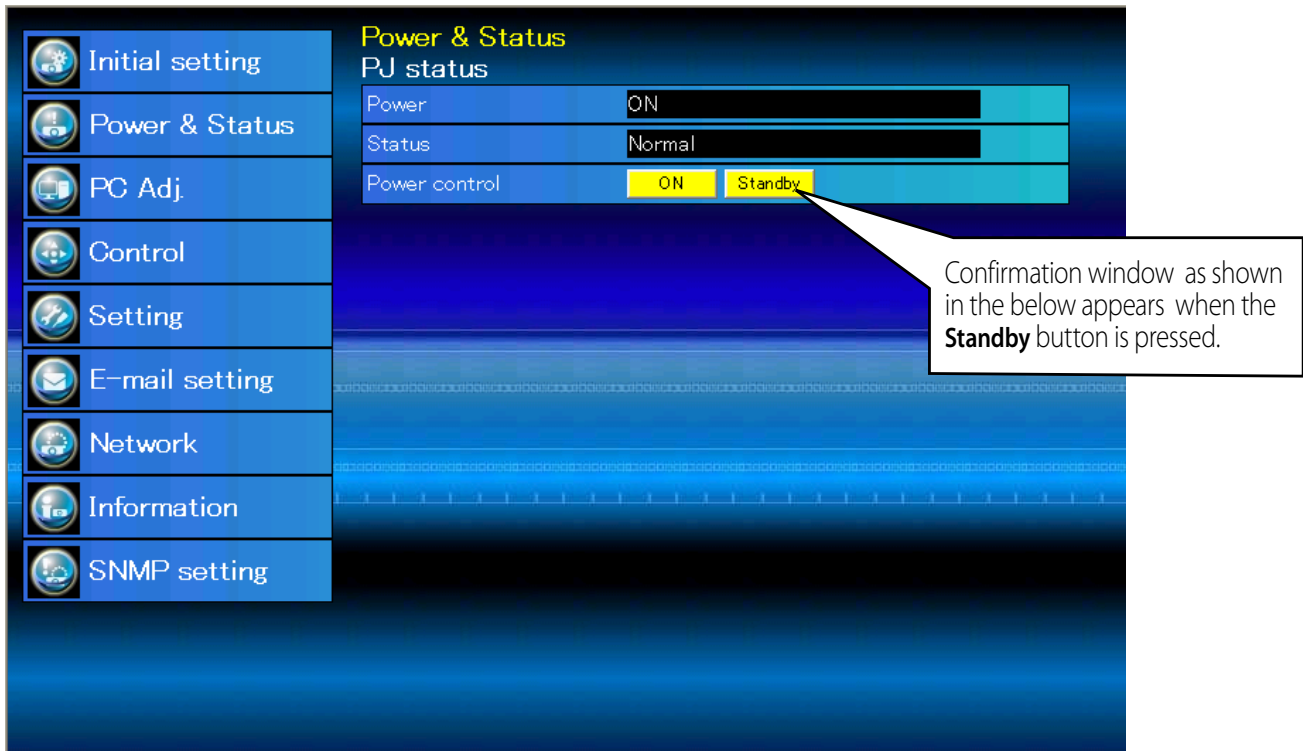 Initial setting
Power & Status
PC Adj.
Control
Setting
E-mail setting
Network
Information
SNMP setting
Power & Status
PJ status
Power ON
Status Normal
Power control ON Standby
Confirmation window as shown
in the below appears when the
Standby button is pressed.